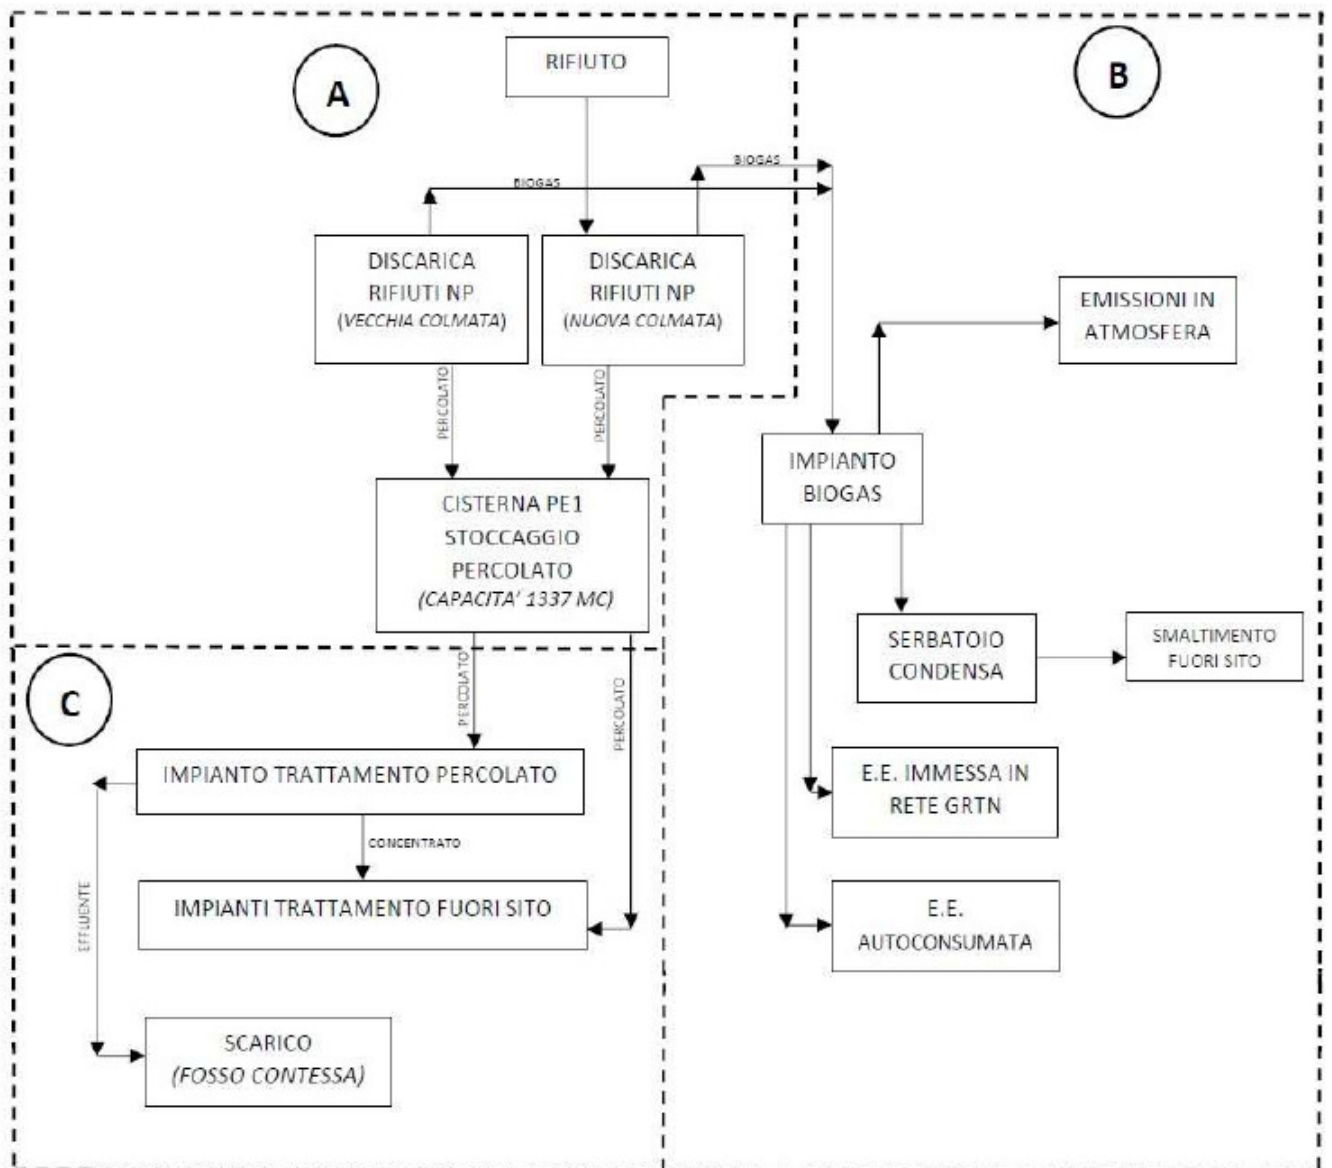 A
RIFIUTO
B
BIOGAS
BIOGAS
DISCARICA
RIFIUTI NP
(VECCHIA COLMATA)
DISCARICA
RIFIUTI NP
(NUOVA COLMATA)
EMISSIONI IN
ATMOSFERA
PERCOLATO
PERCOLATO
IMPIANTO
BIOGAS
CISTERNA PE1
STOCCAGGIO
PERCOLATO
(CAPACITA' 1337 MC)
SERBATOIO
CONDENSA
SMALTIMENTO
FUORI SITO
C
PERCOLATO
PERCOLATO
IMPIANTO TRATTAMENTO PERCOLATO
E.E. IMMESSA IN
RETE GRTN
CONCENTRATO
IMPIANTI TRATTAMENTO FUORI SITO
E.E.
AUTOCONSUMATA
EFFLUENTE
SCARICO
(FOSSO CONTESSA)